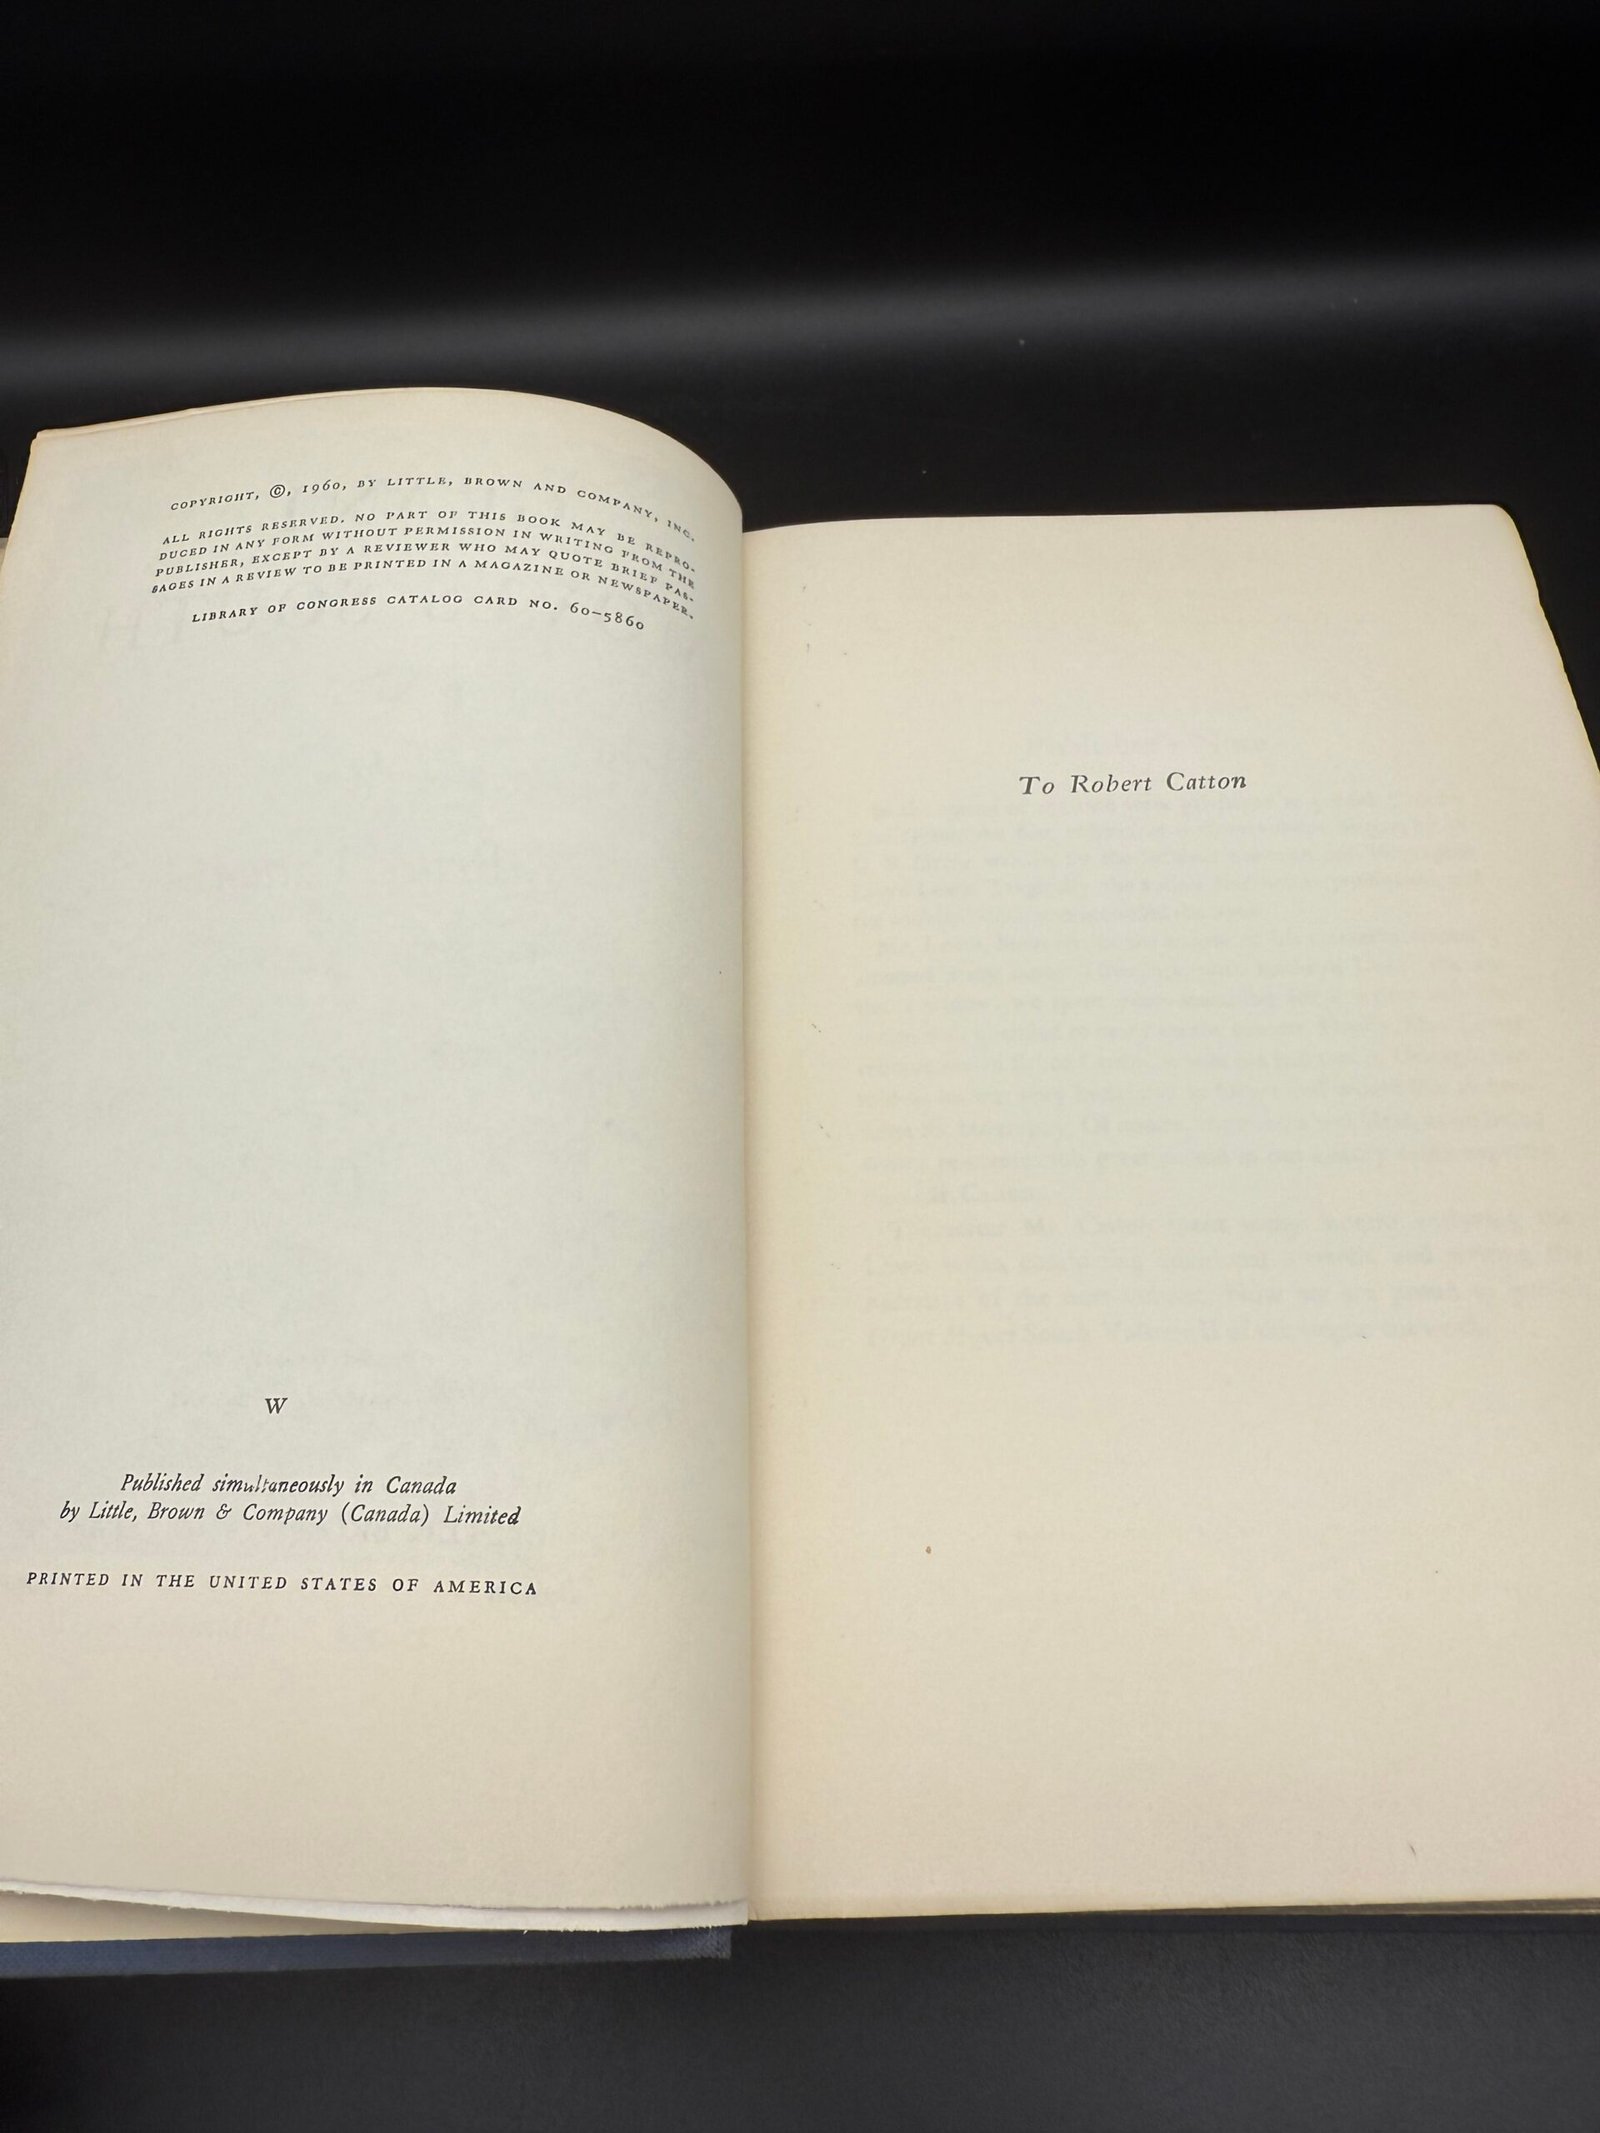 COPYRIGHT, ©, 1960, BY LITTLE, BROWN AND COMPANY, INC.
ALL RIGHTS RESERVED. NO PART OF THIS BOOK MAY BE REPRO-
DUCED IN ANY FORM WITHOUT PERMISSION IN WRITING FROM THE
PUBLISHER, EXCEPT BY A REVIEWER WHO MAY QUOTE BRIEF PAS-
SAGES IN A REVIEW TO BE PRINTED IN A MAGAZINE OR NEWSPAPER.
LIBRARY OF CONGRESS CATALOG CARD NO. 60–5860
W
Published simultaneously in Canada
by Little, Brown & Company (Canada) Limited
PRINTED IN THE UNITED STATES OF AMERICA
To Robert Catton